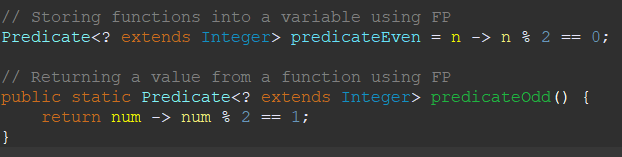 // Storing functions into a variable using FP
Predicate<? extends Integer> predicateEven = n -> n % 2 == 0;
// Returning a value from a function using FP
public static Predicate<? extends Integer> predicateOdd() {
return num -> num % 2 == 1;
}